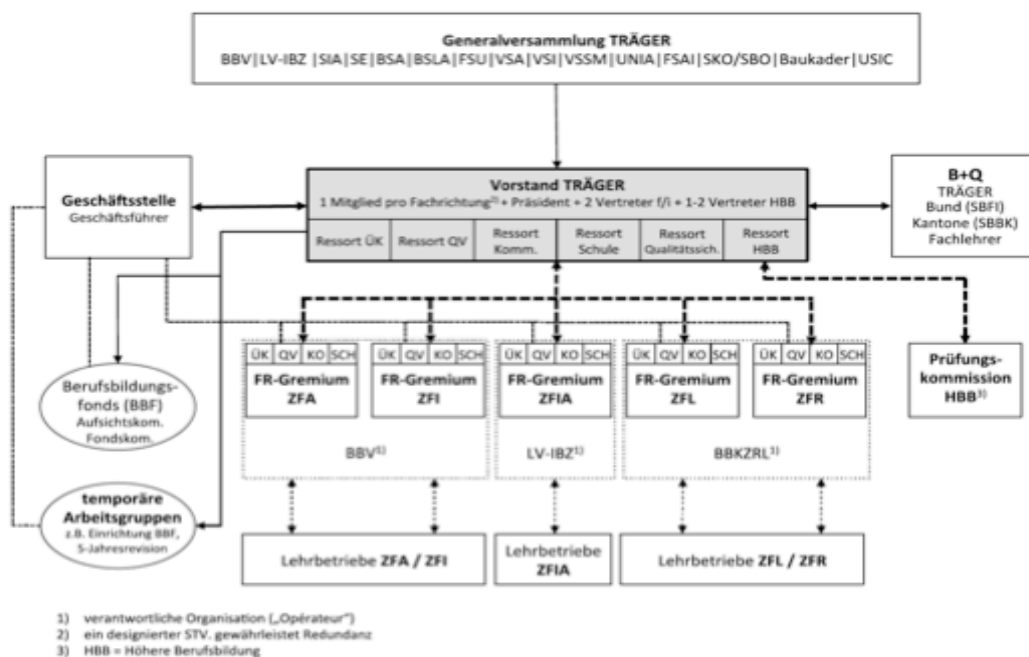 Generalversammlung TRÄGER
BBV|LV-IBZ |SIA|SE|BSA|BSLA|FSU|VSA|VSI|VSSM|UNIA|FSAI|SKO/SBO|Baukader|USIC
Geschäftsstelle
Geschäftsführer
Vorstand TRÄGER
1 Mitglied pro Fachrichtung2) + Präsident + 2 Vertreter f/i + 1-2 Vertreter HBB
Ressort ÜK
Ressort QV
Ressort
Komm.
Ressort
Schule
Ressort
Qualitätssich.
Ressort
HBB
B+Q
TRÄGER
Bund (SBFI)
Kantone (SBBK)
Fachlehrer
ÜK QV KO SCH
FR-Gremium
ZFA
ÜK QV KO SCH
FR-Gremium
ZFI
ÜK QV KO SCH
FR-Gremium
ZFIA
ÜK QV KO SCH
FR-Gremium
ZFL
ÜK QV KO SCH
FR-Gremium
ZFR
Prüfungs-
kommission
HBB3)
Berufsbildungs-
fonds (BBF)
Aufsichtskom.
Fondskom.
BBV1)
LV-IBZ1)
BBKZRL1)
temporäre
Arbeitsgruppen
z.B. Einrichtung BBF,
5-Jahresrevision
Lehrbetriebe ZFA / ZFI
Lehrbetriebe
ZFIA
Lehrbetriebe ZFL / ZFR
1) verantwortliche Organisation („Opérateur")
2) ein designierter STV. gewährleistet Redundanz
3) HBB = Höhere Berufsbildung